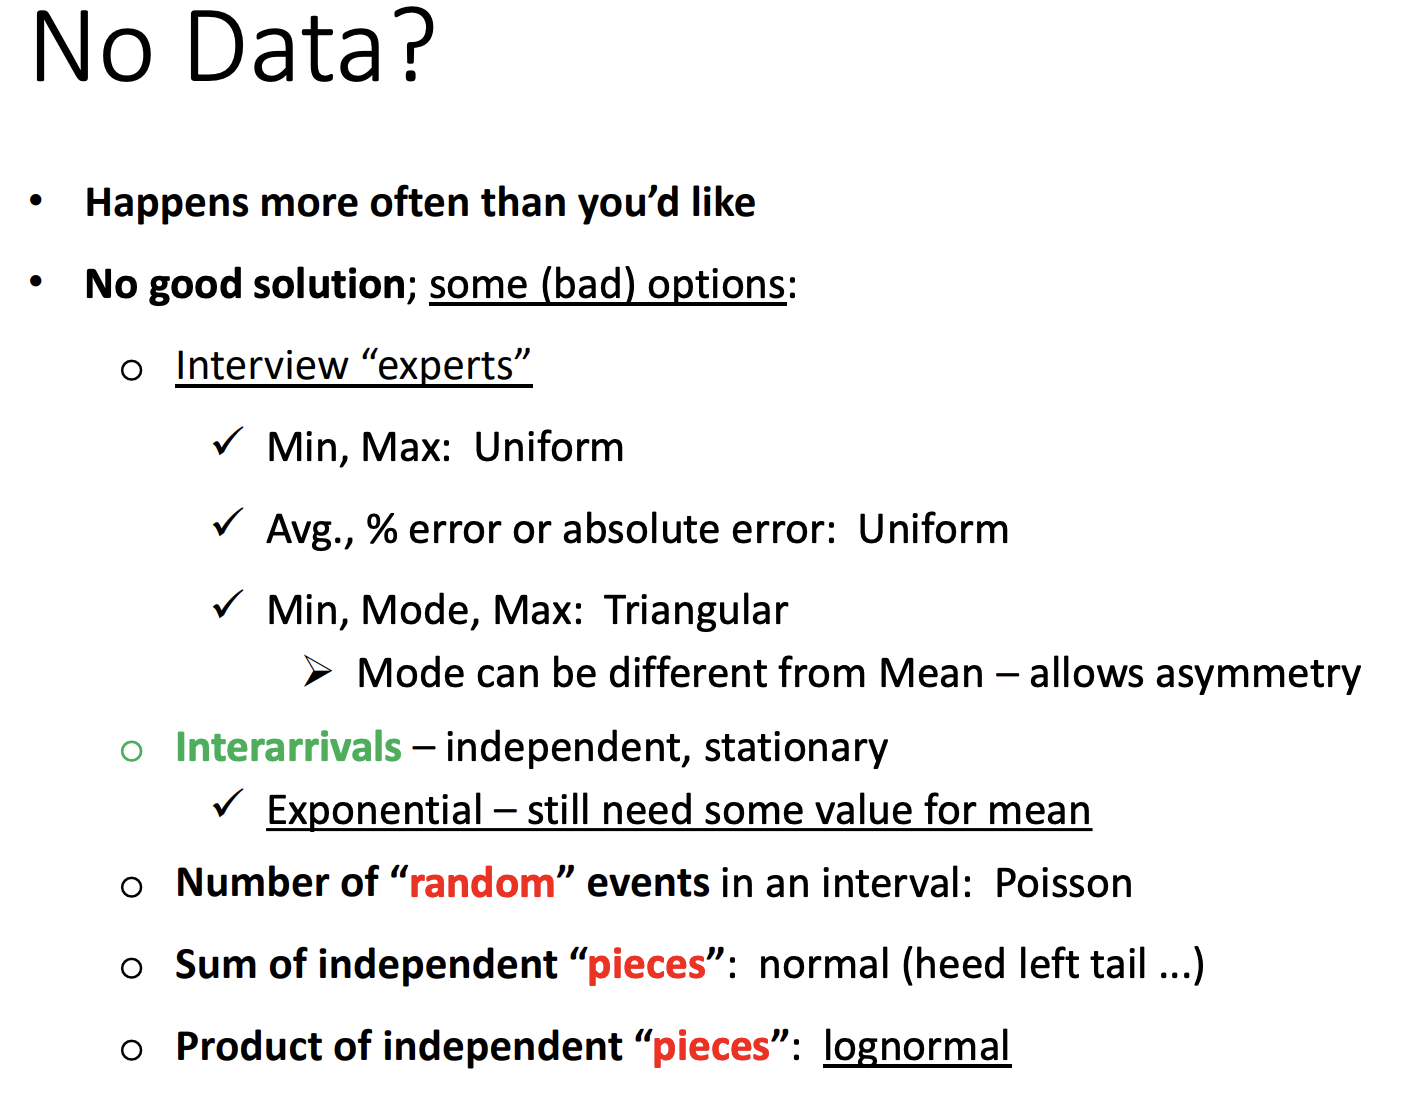 No Data?
• Happens more often than you’d like
• No good solution; some (bad) options:
o Interview “experts”
✓ Min, Max:  Uniform
✓ Avg., % error or absolute error:  Uniform
✓ Min, Mode, Max:  Triangular
➢ Mode can be different from Mean – allows asymmetry
o Interarrivals – independent, stationary
✓ Exponential – still need some value for mean
o Number of “random” events in an interval:  Poisson
o Sum of independent “pieces”:  normal (heed left tail ...)
o Product of independent “pieces”:  lognormal